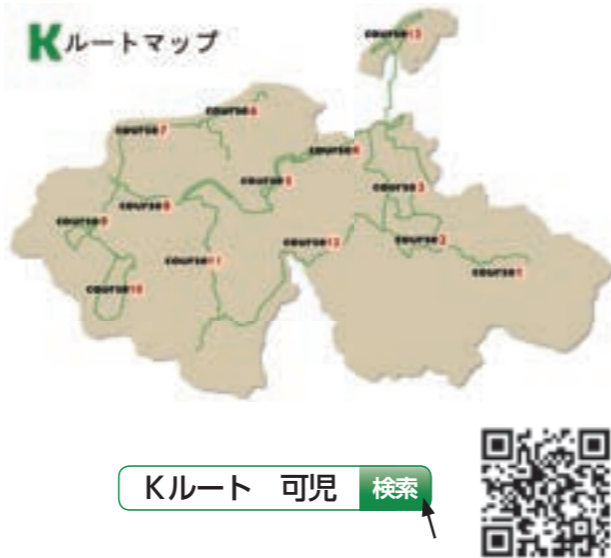 Kルートマップ
course13
course6
course7
course4
course5
course3
course8
course9
course2
course12
course11
course1
course10
Kルート 可児 検索